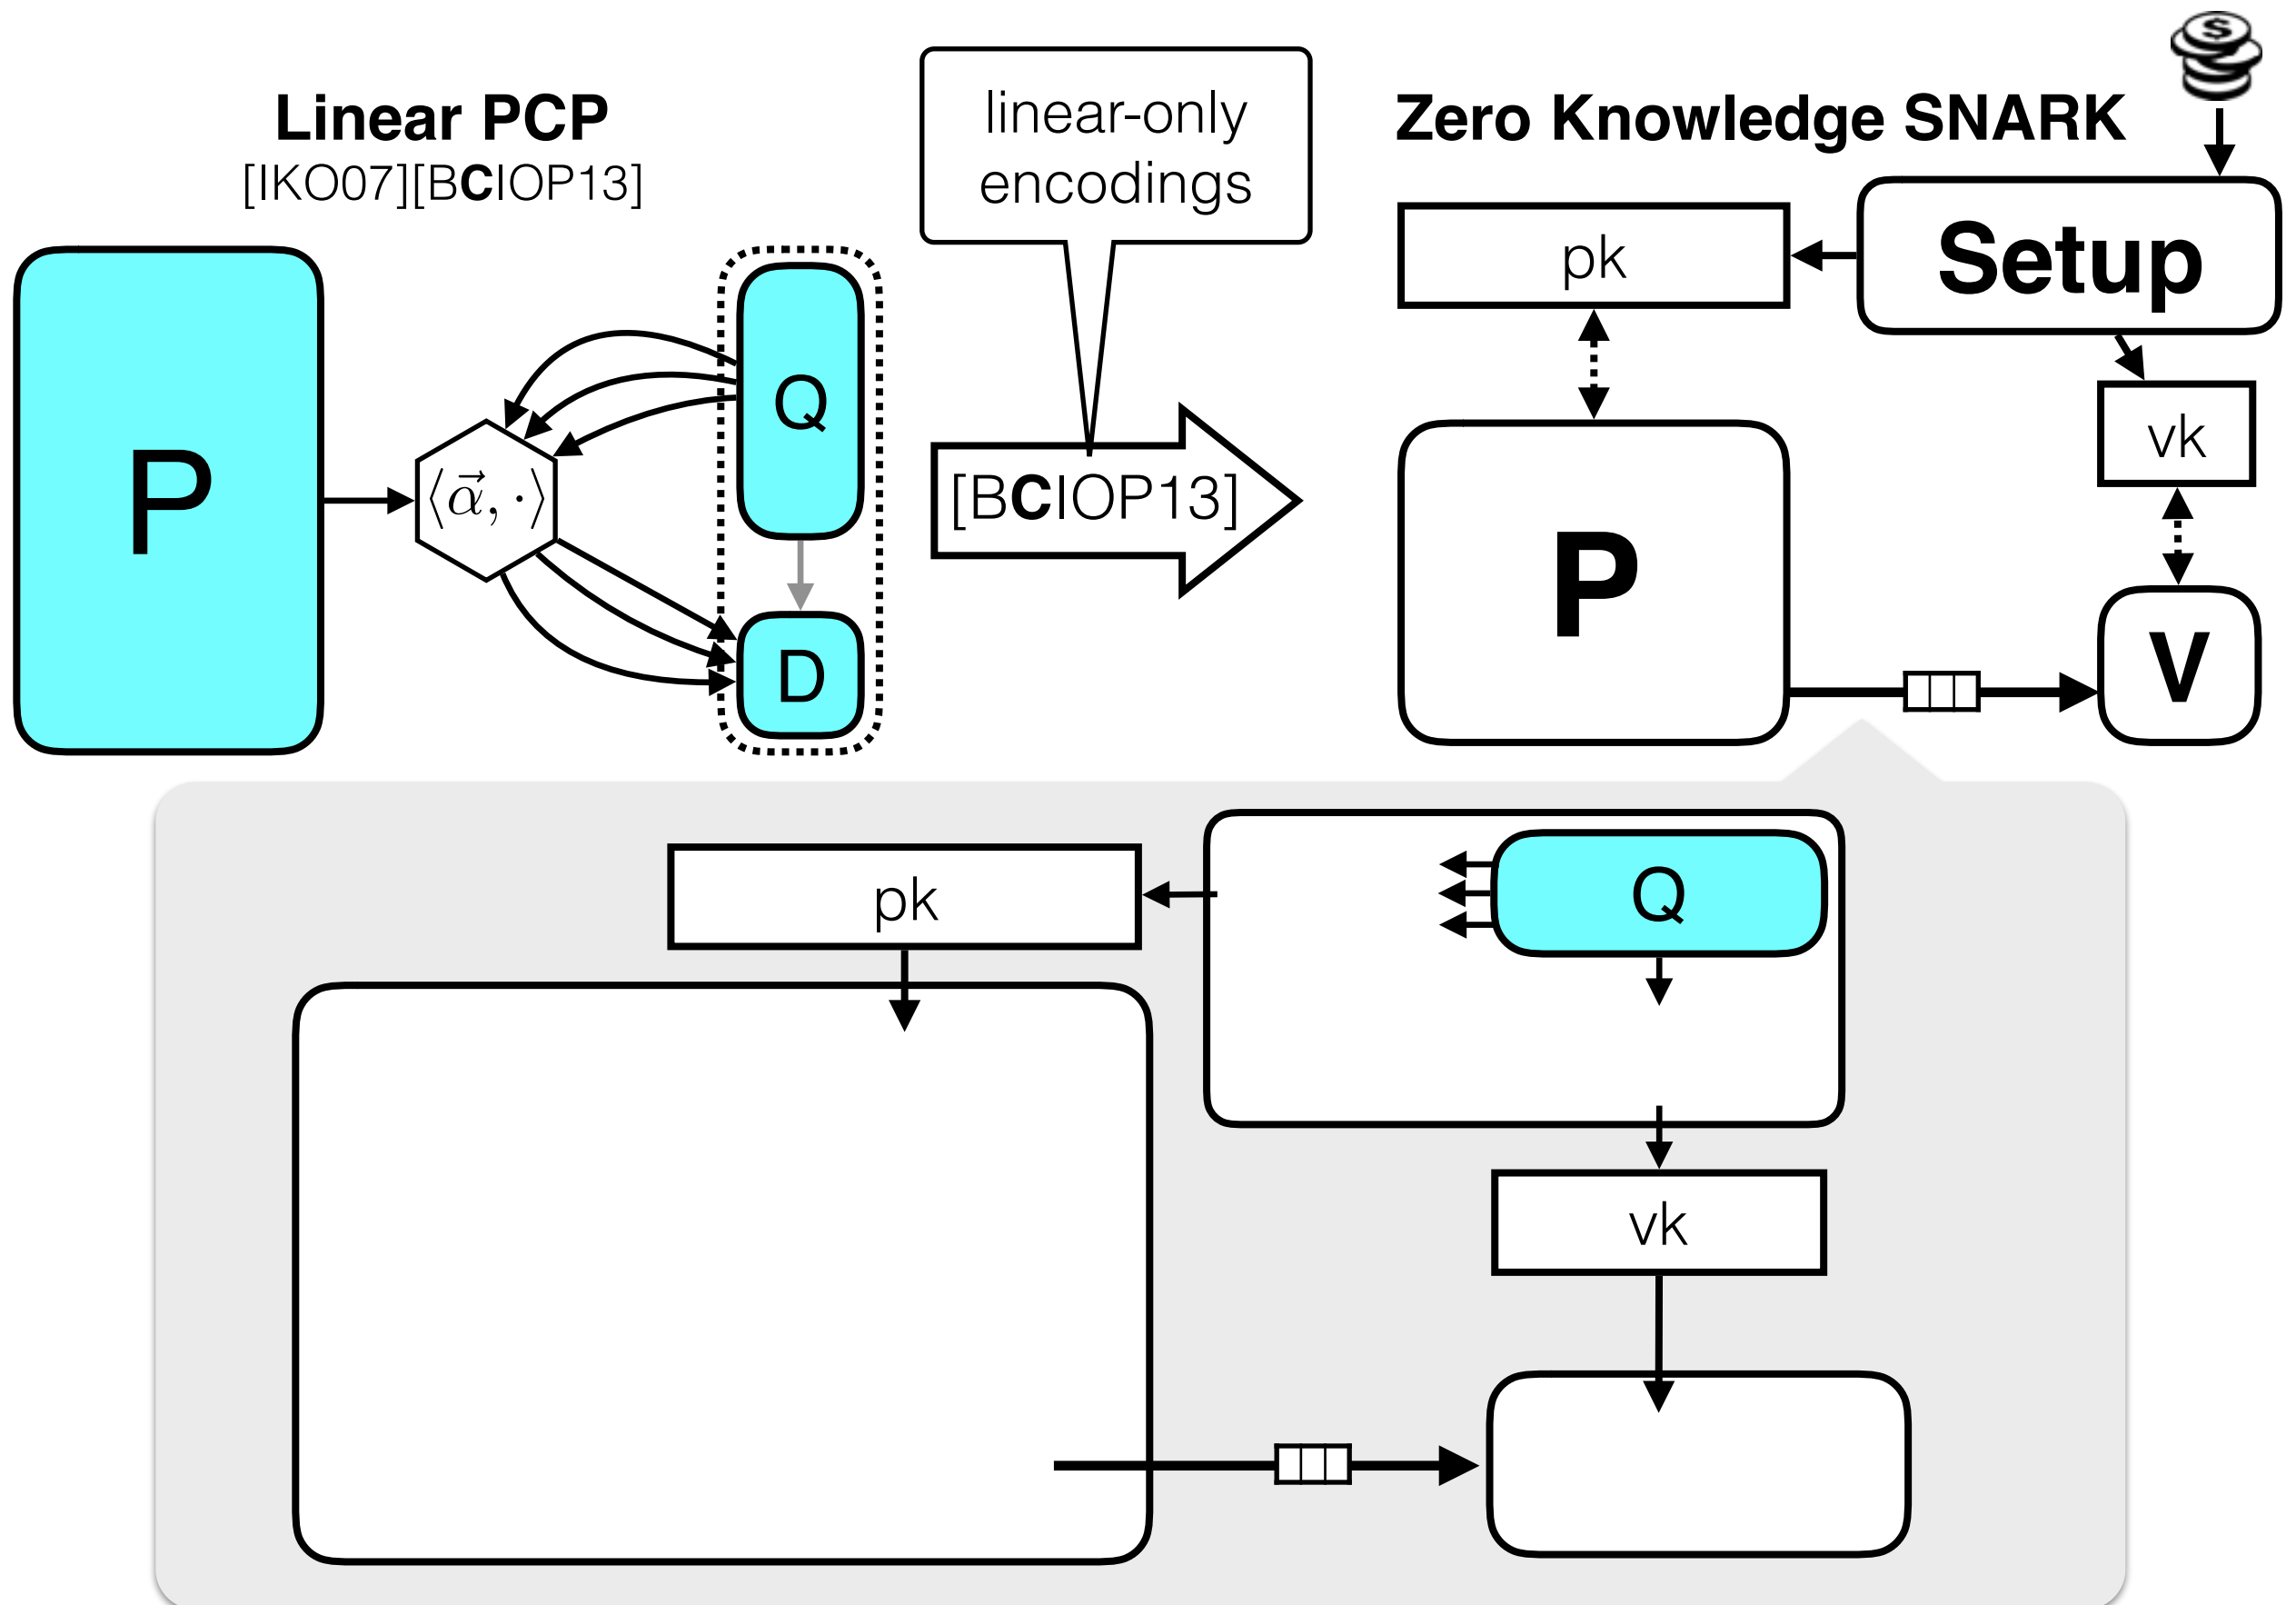 Linear PCP
[IKO07][BCIOP13]
P
⟨a⃗, ·⟩
Q
D
linear-only
encodings
[BCIOP13]
Zero Knowledge SNARK
$
Setup
pk
vk
P
V
pk
Q
vk